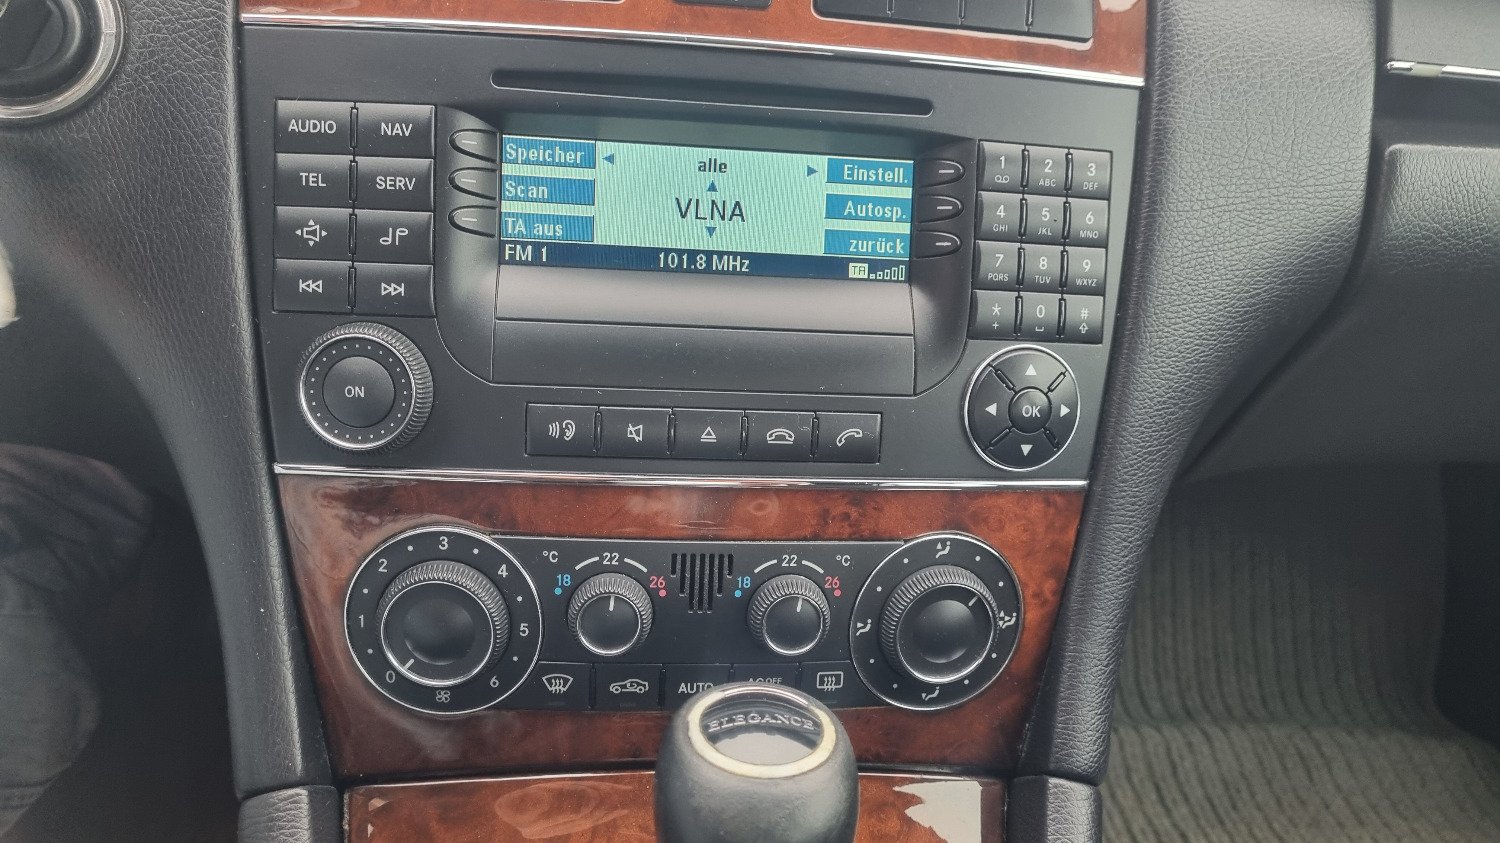 AUDIO NAV
TEL SERV
ON
Speicher
Scan
TA aus
alle
VLNA
Einstell.
Autosp.
zurück
FM 1 101.8 MHz TA
1 2 ABC 3 DEF
4 GHI 5 JKL 6 MNO
7 PQRS 8 TUV 9 WXYZ
* + 0 #
OK
0 1 2 3 4 5 6
°C 18 22 26
18 22 26 °C
AUTO AC OFF
ELEGANCE